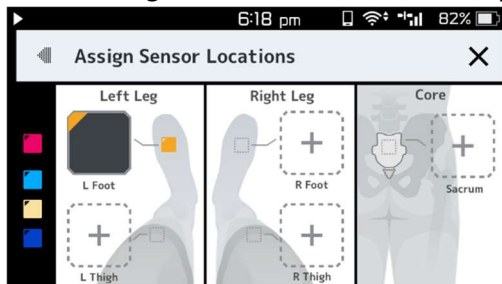 6:18 pm 82%
Assign Sensor Locations
Left Leg Right Leg Core
L Foot R Foot Sacrum
L Thigh R Thigh